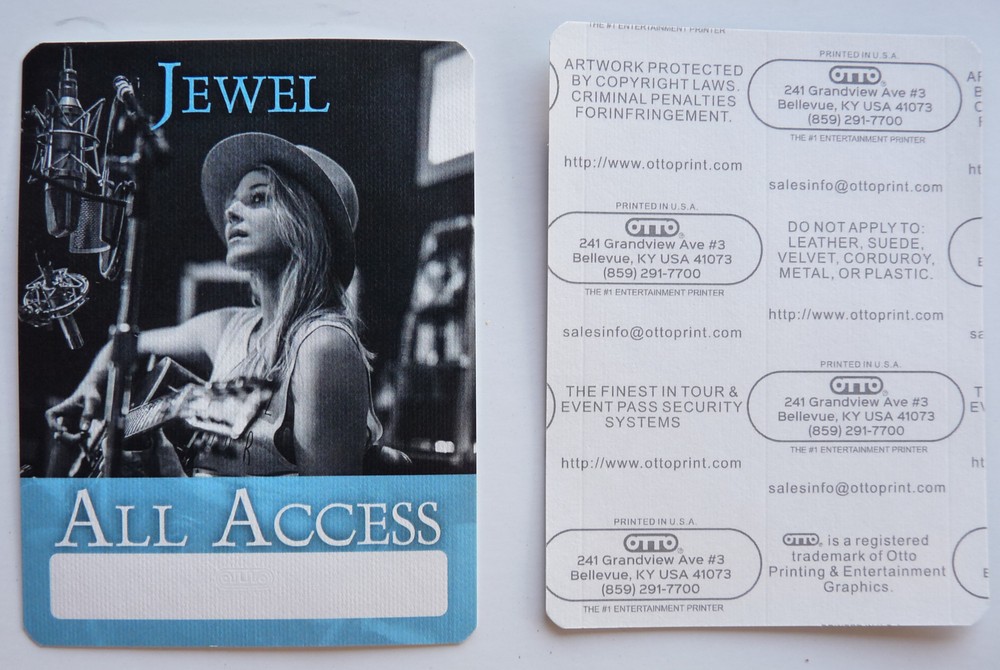 JEWEL
ALL ACCESS
OTTO
THE #1 ENTERTAINMENT PRINTER
ARTWORK PROTECTED
BY COPYRIGHT LAWS.
CRIMINAL PENALTIES
FORINFRINGEMENT.
http://www.ottoprint.com
PRINTED IN U.S.A.
OTTO®
241 Grandview Ave #3
Bellevue, KY USA 41073
(859) 291-7700
THE #1 ENTERTAINMENT PRINTER
salesinfo@ottoprint.com
THE FINEST IN TOUR &
EVENT PASS SECURITY
SYSTEMS
http://www.ottoprint.com
PRINTED IN U.S.A.
OTTO®
241 Grandview Ave #3
Bellevue, KY USA 41073
(859) 291-7700
THE #1 ENTERTAINMENT PRINTER
PRINTED IN U.S.A.
OTTO®
241 Grandview Ave #3
Bellevue, KY USA 41073
(859) 291-7700
THE #1 ENTERTAINMENT PRINTER
salesinfo@ottoprint.com
DO NOT APPLY TO:
LEATHER, SUEDE,
VELVET, CORDUROY,
METAL, OR PLASTIC.
http://www.ottoprint.com
PRINTED IN U.S.A.
OTTO®
241 Grandview Ave #3
Bellevue, KY USA 41073
(859) 291-7700
THE #1 ENTERTAINMENT PRINTER
salesinfo@ottoprint.com
OTTO® is a registered
trademark of Otto
Printing & Entertainment
Graphics.